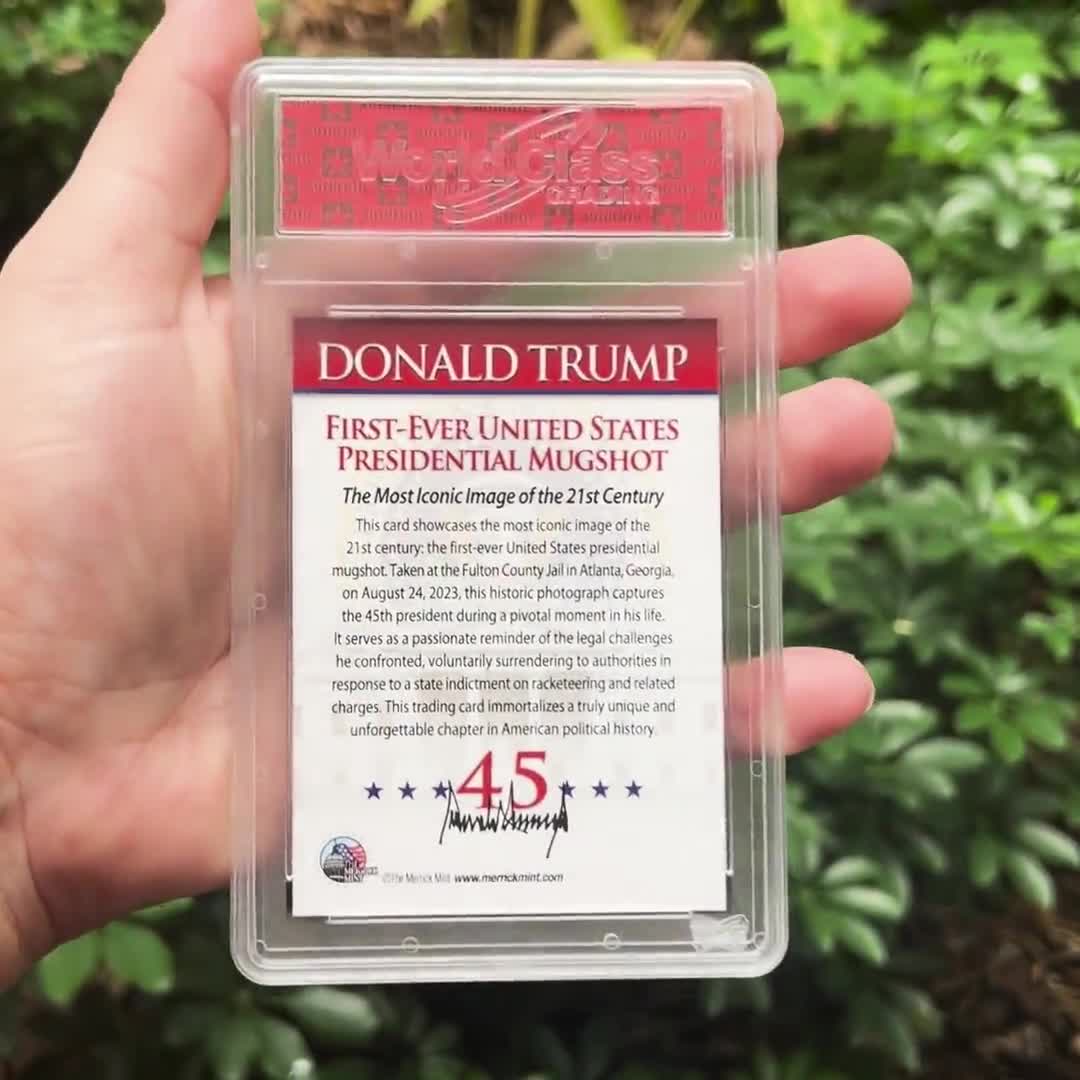 World Class
GRADING
DONALD TRUMP
FIRST-EVER UNITED STATES
PRESIDENTIAL MUGSHOT
The Most Iconic Image of the 21st Century
This card showcases the most iconic image of the
21st century: the first-ever United States presidential
mugshot. Taken at the Fulton County Jail in Atlanta, Georgia,
on August 24, 2023, this historic photograph captures
the 45th president during a pivotal moment in his life.
It serves as a passionate reminder of the legal challenges
he confronted, voluntarily surrendering to authorities in
response to a state indictment on racketeering and related
charges. This trading card immortalizes a truly unique and
unforgettable chapter in American political history.
45
©The Merrick Mint www.merrickmint.com